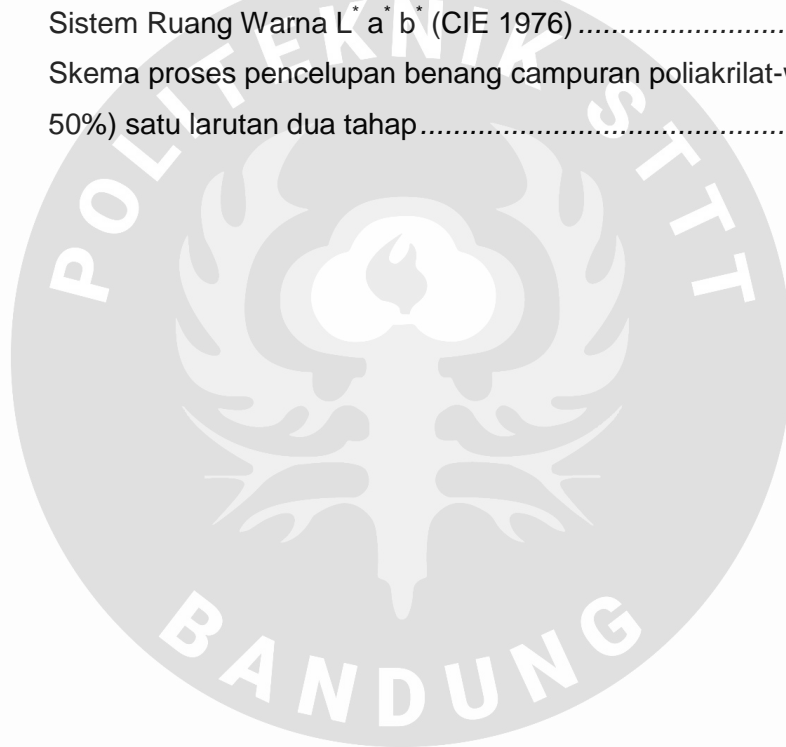 Sistem Ruang Warna L* a* b* (CIE 1976)..........................
Skema proses pencelupan benang campuran poliakrilat-
50%) satu larutan dua tahap..............................................
POLITEKNIK STTT
BANDUNG